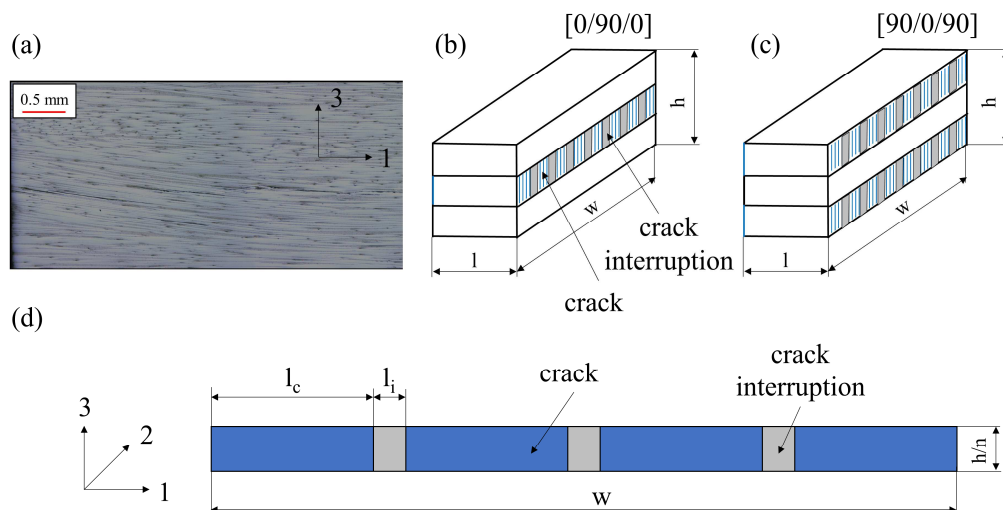 (a)
0.5 mm
3
1
[0/90/0]
(b)
h
w
l
crack
interruption
crack
[90/0/90]
(c)
h
w
l
(d)
3
2
1
l_c
l_i
crack
crack
interruption
h/n
w